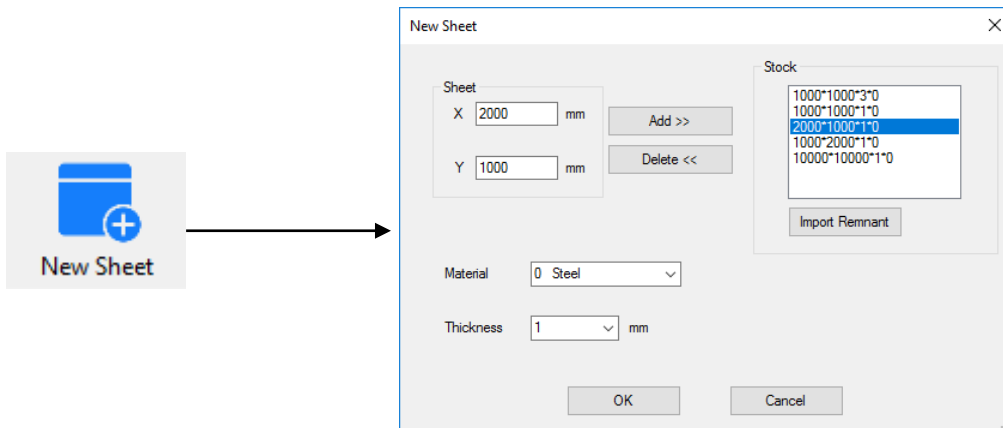 New Sheet
New Sheet
Sheet
X 2000 mm
Y 1000 mm
Add >>
Delete <<
Stock
1000*1000*3*0
1000*1000*1*0
2000*1000*1*0
1000*2000*1*0
10000*10000*1*0
Import Remnant
Material 0 Steel
Thickness 1 mm
OK Cancel